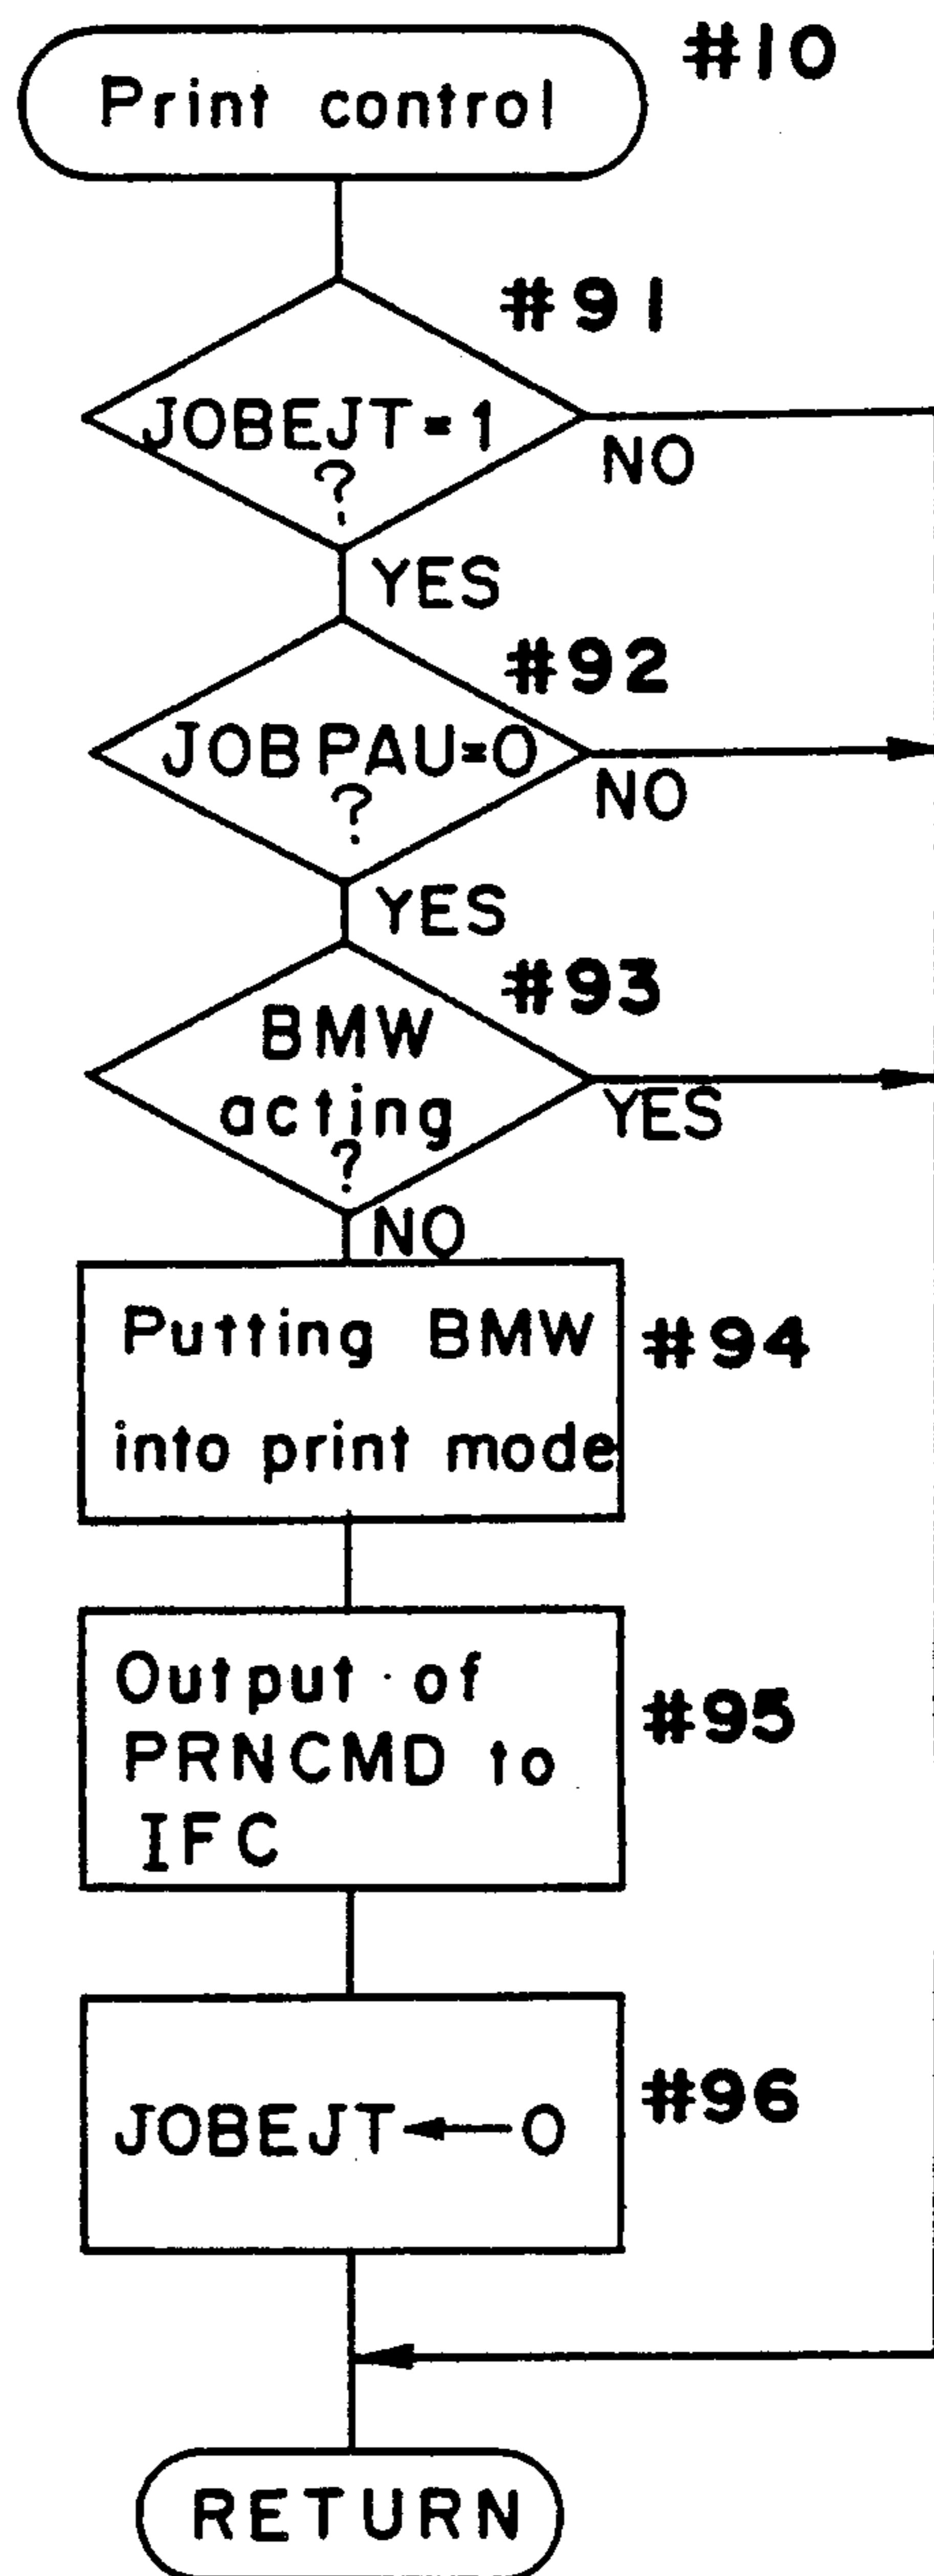 #10
Print control
#91
JOBEJT=1
?
NO
YES
#92
JOBPAU=0
?
NO
YES
#93
BMW
acting
?
YES
NO
Putting BMW
into print mode
#94
Output of
PRNCMD to
IFC
#95
JOBEJT←0
#96
RETURN